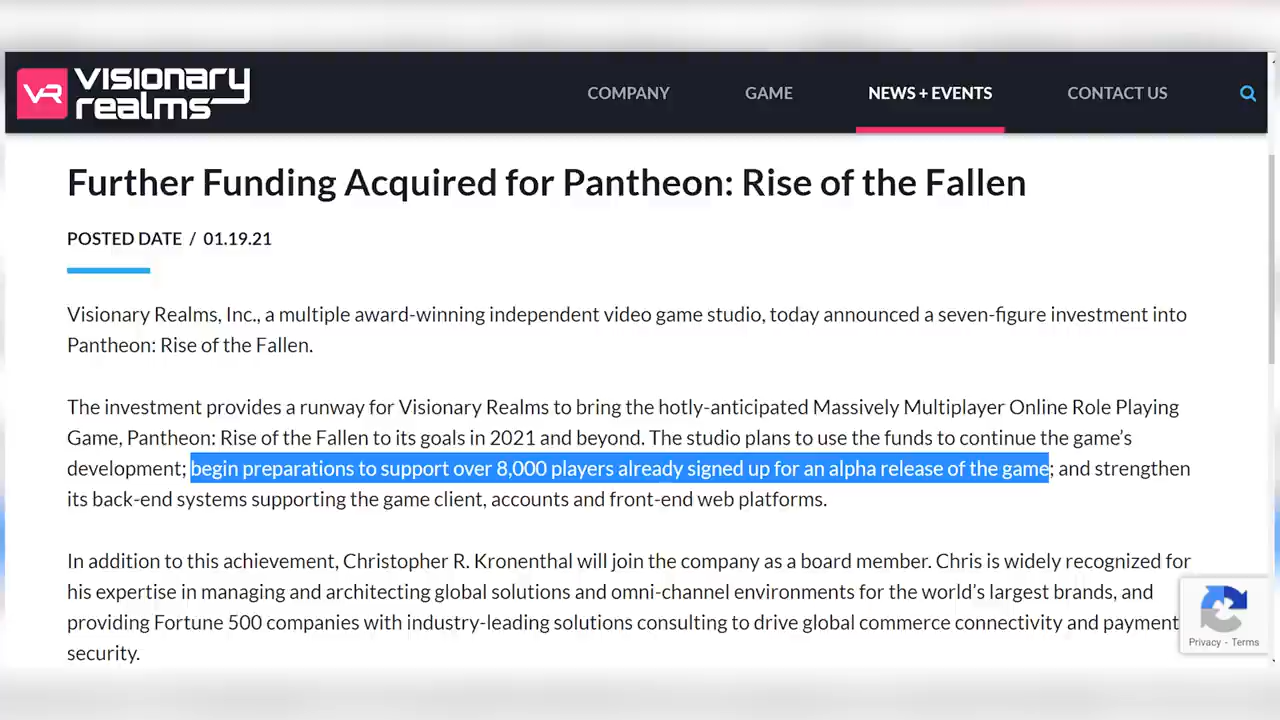 VR visionary
realms
COMPANY GAME NEWS + EVENTS CONTACT US
Further Funding Acquired for Pantheon: Rise of the Fallen
POSTED DATE / 01.19.21
Visionary Realms, Inc., a multiple award-winning independent video game studio, today announced a seven-figure investment into
Pantheon: Rise of the Fallen.
The investment provides a runway for Visionary Realms to bring the hotly-anticipated Massively Multiplayer Online Role Playing
Game, Pantheon: Rise of the Fallen to its goals in 2021 and beyond. The studio plans to use the funds to continue the game’s
development; begin preparations to support over 8,000 players already signed up for an alpha release of the game; and strengthen
its back-end systems supporting the game client, accounts and front-end web platforms.
In addition to this achievement, Christopher R. Kronenthal will join the company as a board member. Chris is widely recognized for
his expertise in managing and architecting global solutions and omni-channel environments for the world’s largest brands, and
providing Fortune 500 companies with industry-leading solutions consulting to drive global commerce connectivity and payment
security.
Privacy - Terms